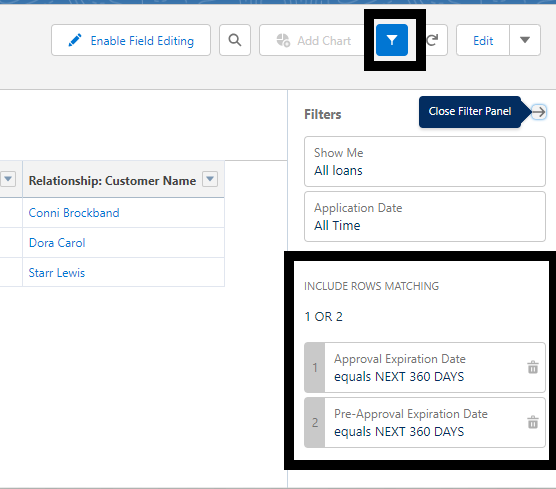 Enable Field Editing
Add Chart
Edit
Filters
Close Filter Panel
Show Me
All loans
Application Date
All Time
Relationship: Customer Name
Conni Brockband
Dora Carol
Starr Lewis
INCLUDE ROWS MATCHING
1 OR 2
1
Approval Expiration Date
equals NEXT 360 DAYS
2
Pre-Approval Expiration Date
equals NEXT 360 DAYS